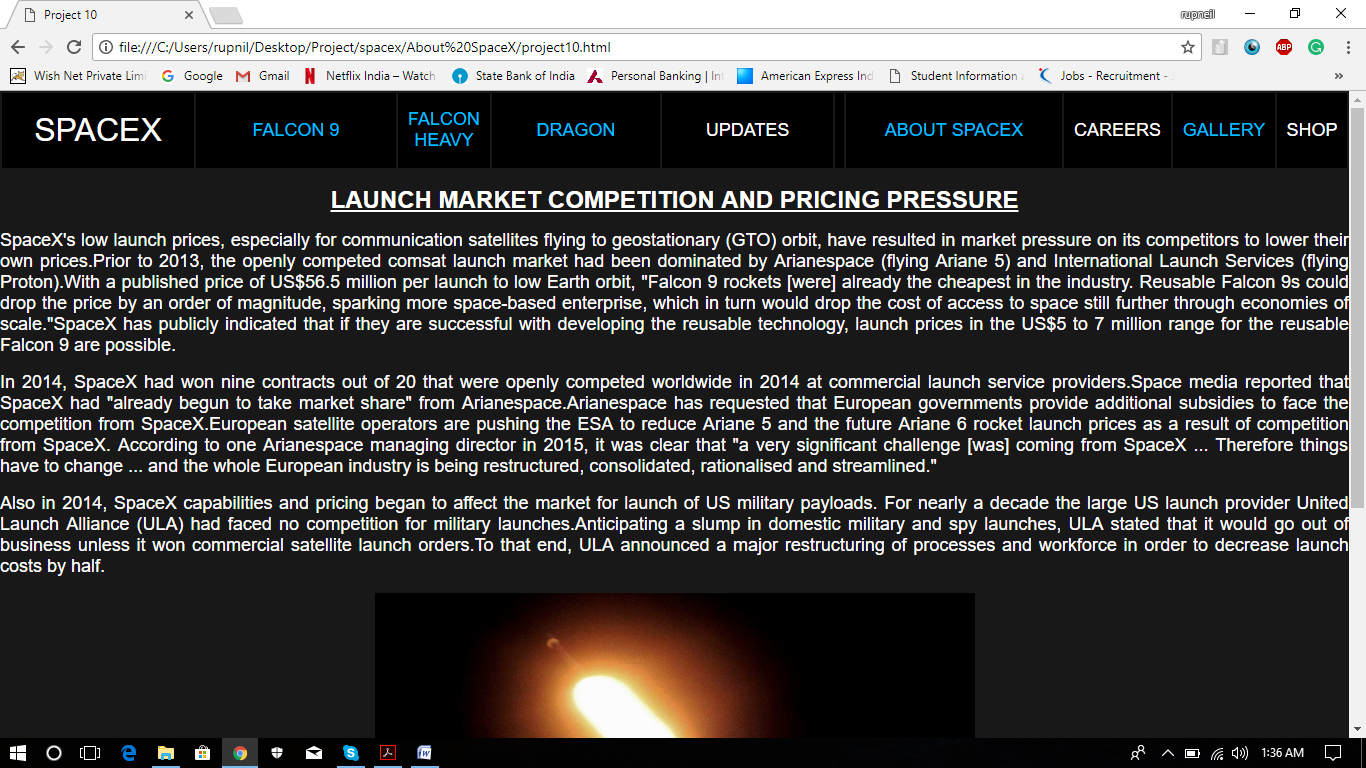 Project 10
rupneil
file:///C:/Users/rupnil/Desktop/Project/spacex/About%20SpaceX/project10.html
ABP
Wish Net Private Lim
Google
Gmail
Netflix India – Watch
State Bank of India
Personal Banking | Int
American Express Ind
Student Information a
Jobs - Recruitment -
»
SPACEX
FALCON 9
FALCON
HEAVY
DRAGON
UPDATES
ABOUT SPACEX
CAREERS
GALLERY
SHOP
LAUNCH MARKET COMPETITION AND PRICING PRESSURE
SpaceX's low launch prices, especially for communication satellites flying to geostationary (GTO) orbit, have resulted in market pressure on its competitors to lower their
own prices.Prior to 2013, the openly competed comsat launch market had been dominated by Arianespace (flying Ariane 5) and International Launch Services (flying
Proton).With a published price of US$56.5 million per launch to low Earth orbit, "Falcon 9 rockets [were] already the cheapest in the industry. Reusable Falcon 9s could
drop the price by an order of magnitude, sparking more space-based enterprise, which in turn would drop the cost of access to space still further through economies of
scale."SpaceX has publicly indicated that if they are successful with developing the reusable technology, launch prices in the US$5 to 7 million range for the reusable
Falcon 9 are possible.
In 2014, SpaceX had won nine contracts out of 20 that were openly competed worldwide in 2014 at commercial launch service providers.Space media reported that
SpaceX had "already begun to take market share" from Arianespace.Arianespace has requested that European governments provide additional subsidies to face the
competition from SpaceX.European satellite operators are pushing the ESA to reduce Ariane 5 and the future Ariane 6 rocket launch prices as a result of competition
from SpaceX. According to one Arianespace managing director in 2015, it was clear that "a very significant challenge [was] coming from SpaceX ... Therefore things
have to change ... and the whole European industry is being restructured, consolidated, rationalised and streamlined."
Also in 2014, SpaceX capabilities and pricing began to affect the market for launch of US military payloads. For nearly a decade the large US launch provider United
Launch Alliance (ULA) had faced no competition for military launches.Anticipating a slump in domestic military and spy launches, ULA stated that it would go out of
business unless it won commercial satellite launch orders.To that end, ULA announced a major restructuring of processes and workforce in order to decrease launch
costs by half.
1:36 AM